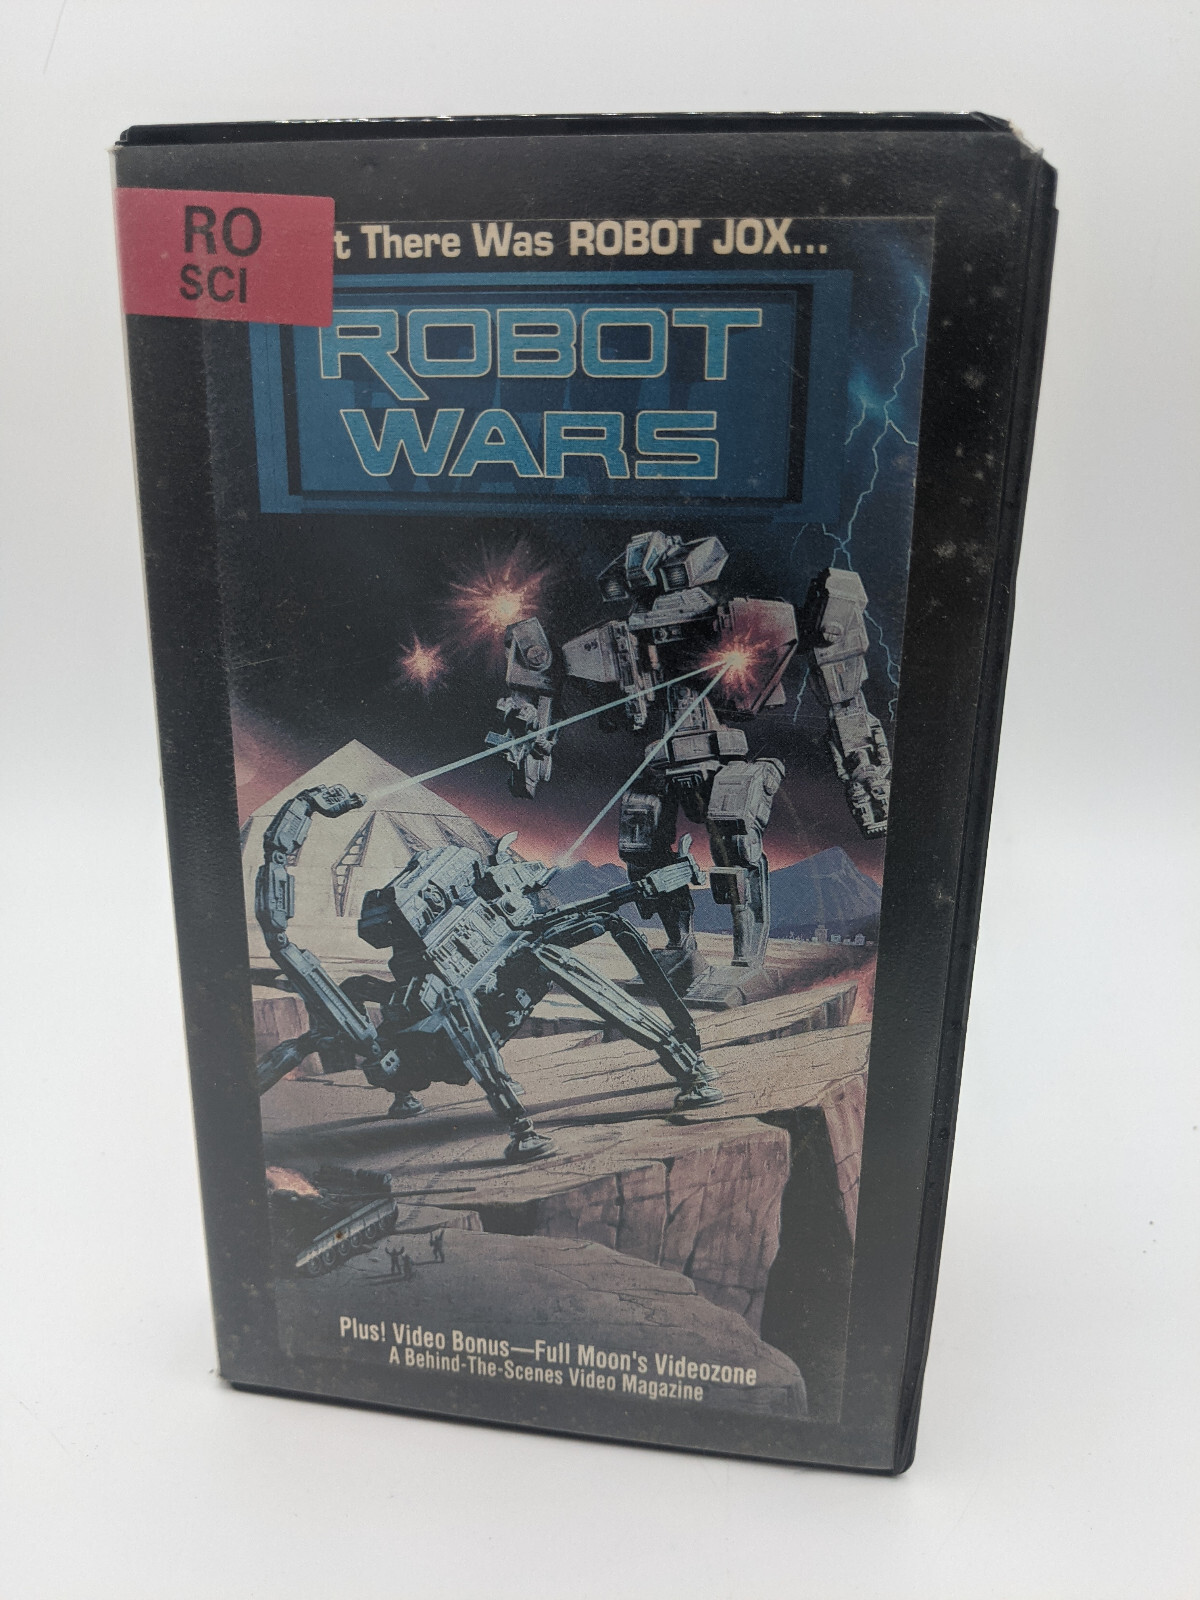 RO
SCI
t There Was ROBOT JOX...
ROBOT
WARS
Plus! Video Bonus—Full Moon's Videozone
A Behind-The-Scenes Video Magazine